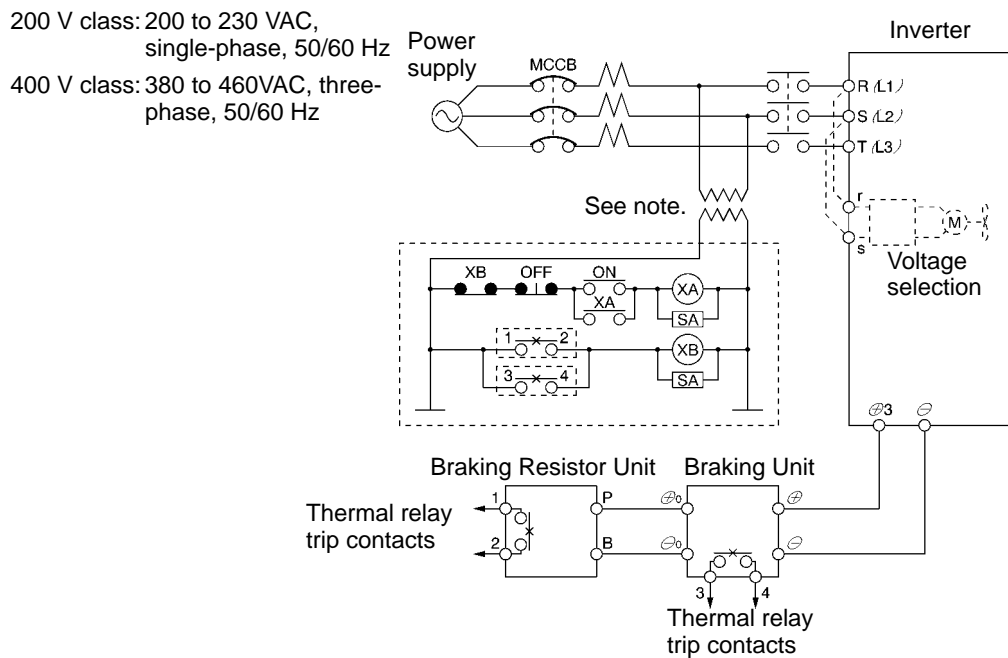 200 V class: 200 to 230 VAC,
single-phase, 50/60 Hz
400 V class: 380 to 460VAC, three-
phase, 50/60 Hz
Power
supply
MCCB
Inverter
R (L1)
S (L2)
T (L3)
See note.
r
s
M
Voltage
selection
XB OFF ON XA
XA
SA
1 2
XB
3 4
SA
⊕3 ⊖
Braking Resistor Unit Braking Unit
1 P ⊕0 ⊕
Thermal relay
trip contacts
2 B ⊖0 ⊖
3 4
Thermal relay
trip contacts